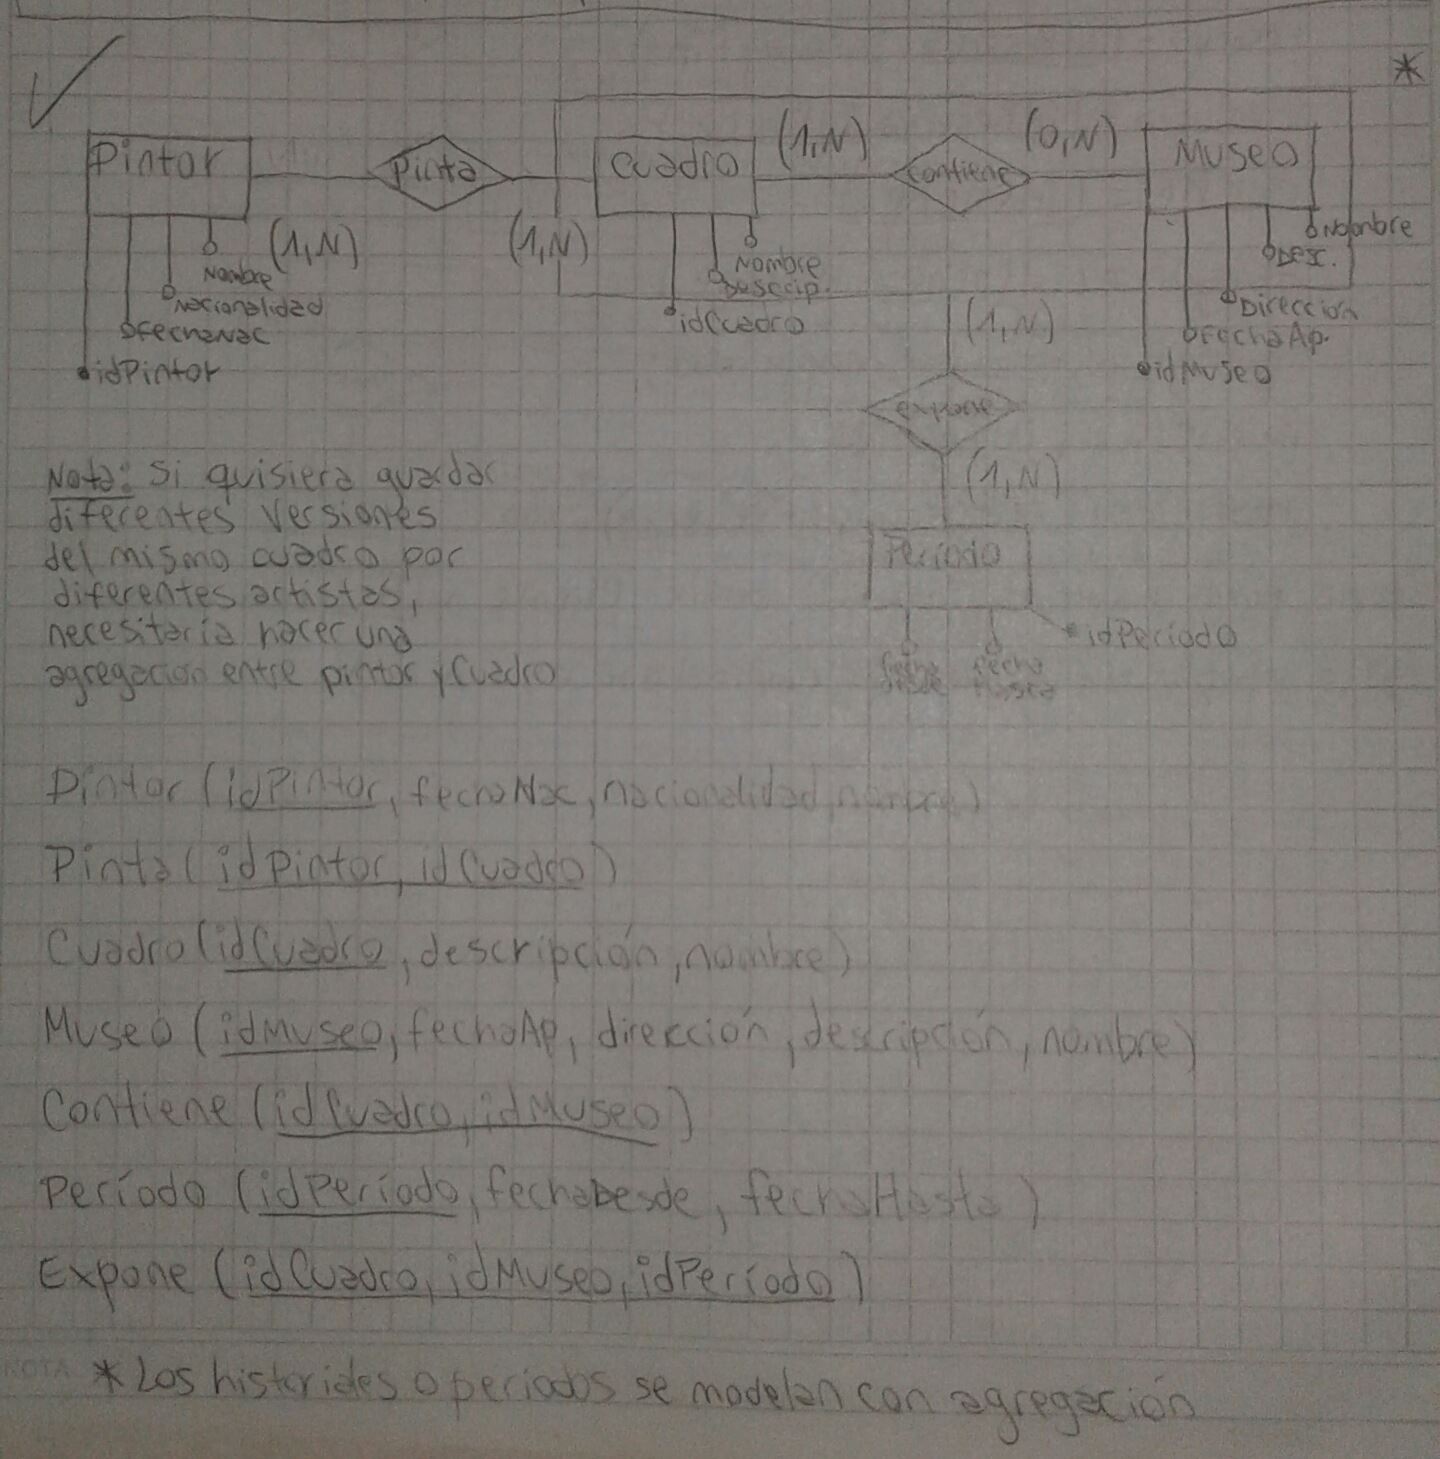 *
Pintor
Pinta
Cuadro
(1,N)
contiene
(0,N)
Museo
(1,N)
(1,N)
Nombre
Nacionalidad
FechaNac
idPintor
Nombre
Descrip.
idCuadro
Nombre
Desc.
Dirección
FechaAp.
idMuseo
(1,N)
expone
(1,N)
Período
idPeríodo
fecha
desde
fecha
Hasta
Nota: Si quisiera guardar
diferentes versiones
del mismo cuadro por
diferentes artistas,
necesitaría hacer una
agregación entre pintor y Cuadro
Pintor (idPintor, fechaNac, nacionalidad, nombre)
Pinta (idPintor, idCuadro)
Cuadro (idCuadro, descripción, nombre)
Museo (idMuseo, fechaAp, dirección, descripción, nombre)
Contiene (idCuadro, idMuseo)
Período (idPeríodo, fechaDesde, fechaHasta)
Expone (idCuadro, idMuseo, idPeríodo)
NOTA
* Los historiales o periodos se modelan con agregación